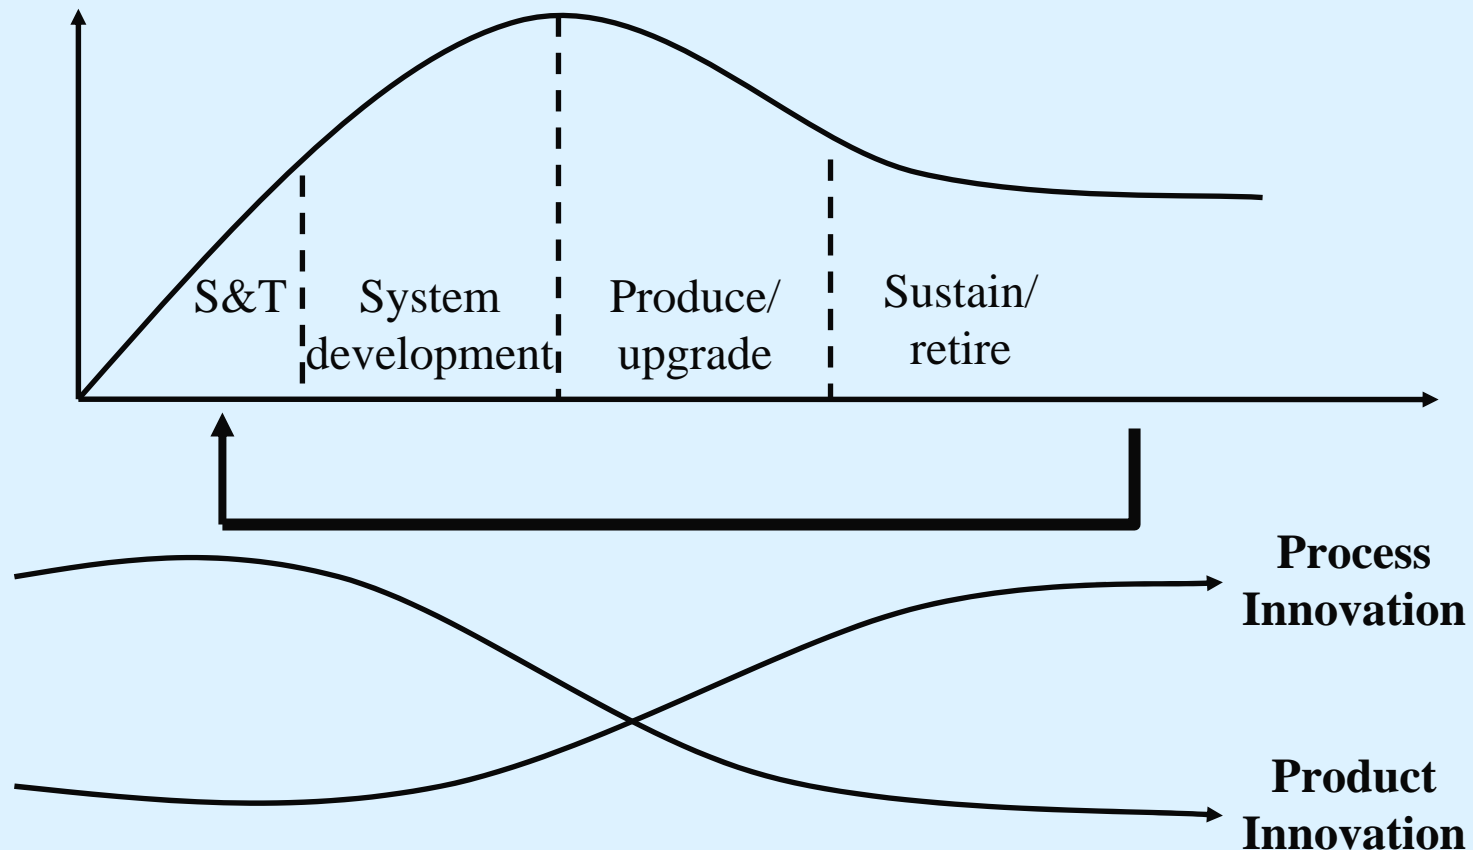 S&T
System
development
Produce/
upgrade
Sustain/
retire
Process
Innovation
Product
Innovation